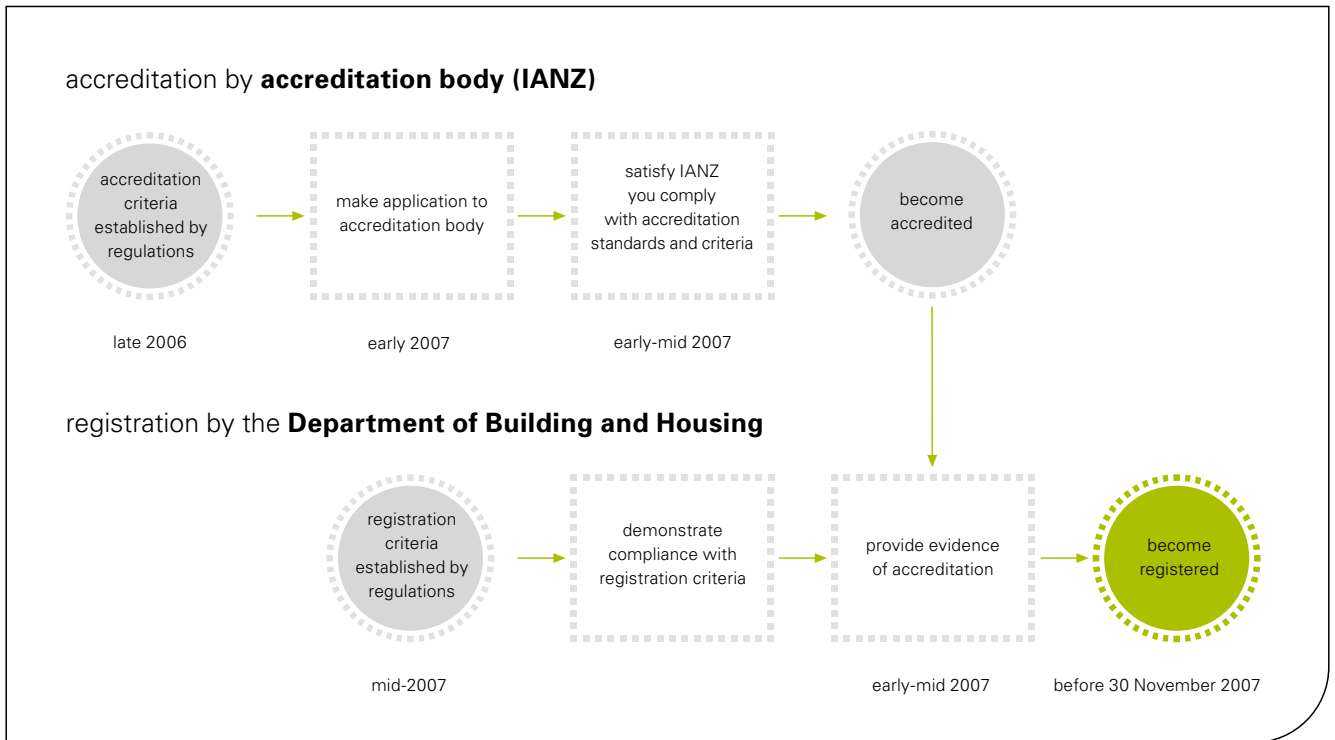 accreditation by accreditation body (IANZ)
accreditation
criteria
established by
regulations
make application to
accreditation body
satisfy IANZ
you comply
with accreditation
standards and criteria
become
accredited
late 2006
early 2007
early-mid 2007
registration by the Department of Building and Housing
registration
criteria
established by
regulations
demonstrate
compliance with
registration criteria
provide evidence
of accreditation
become
registered
mid-2007
early-mid 2007
before 30 November 2007